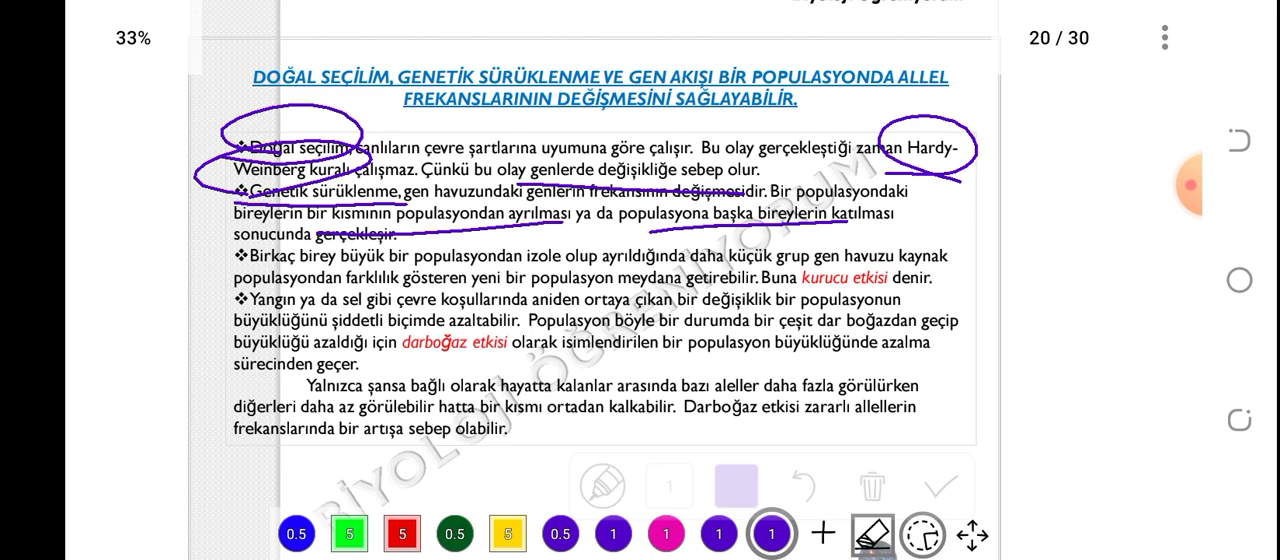 33%
20 / 30
DOĞAL SEÇİLİM, GENETİK SÜRÜKLENME VE GEN AKIŞI BİR POPULASYONDA ALLEL
FREKANSLARININ DEĞİŞMESİNİ SAĞLAYABİLİR.
❖Doğal seçilim, canlıların çevre şartlarına uyumuna göre çalışır. Bu olay gerçekleştiği zaman Hardy-
Weinberg kuralı çalışmaz. Çünkü bu olay genlerde değişikliğe sebep olur.
❖Genetik sürüklenme, gen havuzundaki genlerin frekansının değişmesidir. Bir populasyondaki
bireylerin bir kısmının populasyondan ayrılması ya da populasyona başka bireylerin katılması
sonucunda gerçekleşir.
❖Birkaç birey büyük bir populasyondan izole olup ayrıldığında daha küçük grup gen havuzu kaynak
populasyondan farklılık gösteren yeni bir populasyon meydana getirebilir. Buna kurucu etkisi denir.
❖Yangın ya da sel gibi çevre koşullarında aniden ortaya çıkan bir değişiklik bir populasyonun
büyüklüğünü şiddetli biçimde azaltabilir. Populasyon böyle bir durumda bir çeşit dar boğazdan geçip
büyüklüğü azaldığı için darboğaz etkisi olarak isimlendirilen bir populasyon büyüklüğünde azalma
sürecinden geçer.
Yalnızca şansa bağlı olarak hayatta kalanlar arasında bazı aleller daha fazla görülürken
diğerleri daha az görülebilir hatta bir kısmı ortadan kalkabilir. Darboğaz etkisi zararlı allellerin
frekanslarında bir artışa sebep olabilir.
BİYOLOJİ ÖĞRENİYORUM
1
0.5 5 5 0.5 5 0.5 1 1 1 1